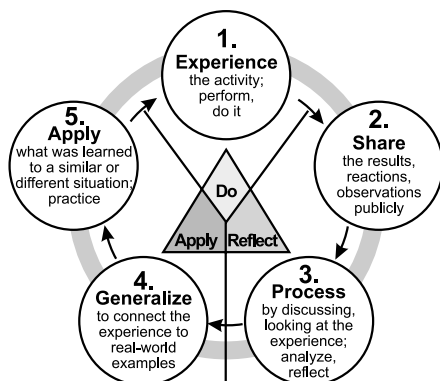 1.
Experience
the activity;
perform,
do it
2.
Share
the results,
reactions,
observations
publicly
3.
Process
by discussing,
looking at the
experience;
analyze,
reflect
4.
Generalize
to connect the
experience to
real-world
examples
5.
Apply
what was learned
to a similar or
different situation;
practice
Do
Apply
Reflect